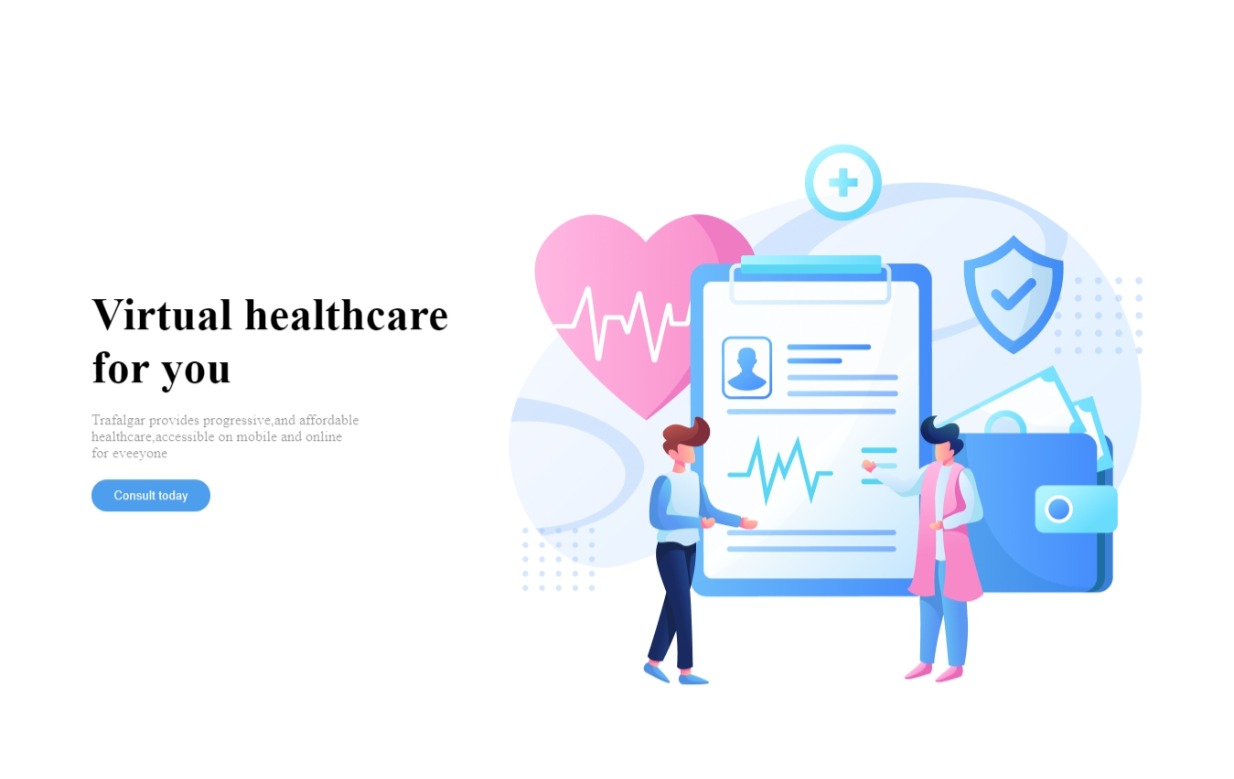 Virtual healthcare
for you
Trafalgar provides progressive,and affordable
healthcare,accessible on mobile and online
for eveeyone
Consult today